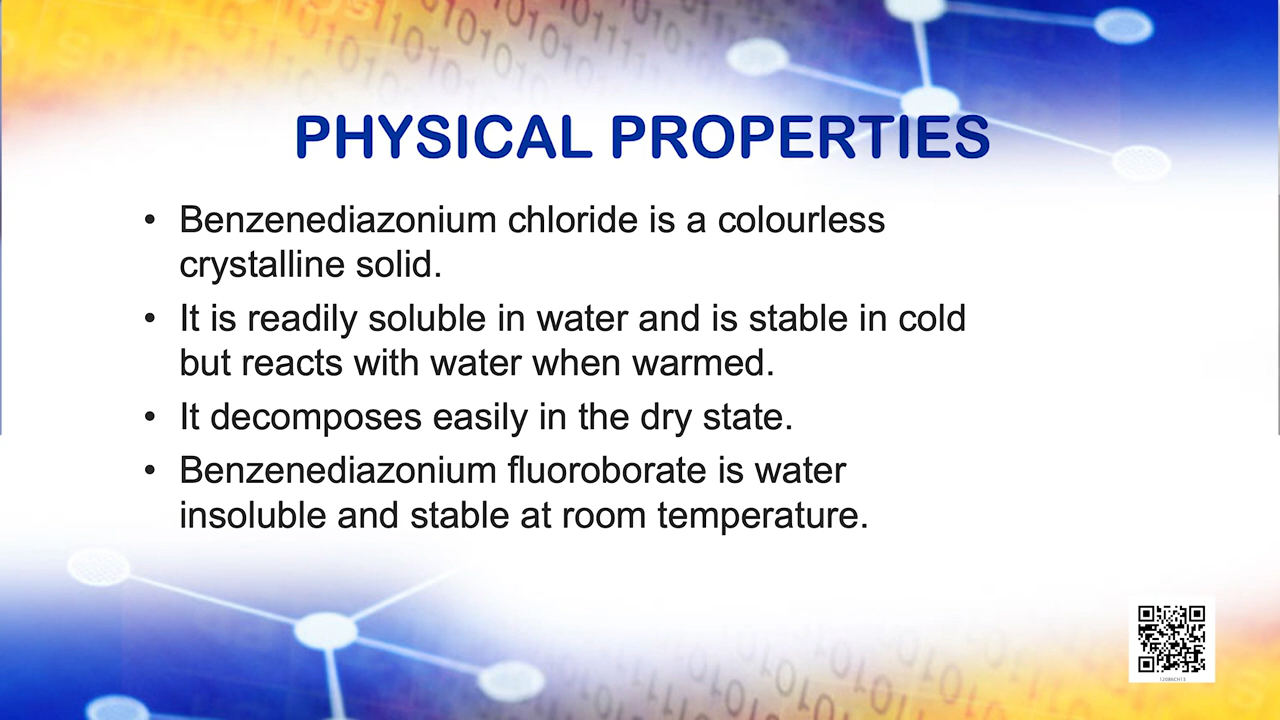 PHYSICAL PROPERTIES
• Benzenediazonium chloride is a colourless
crystalline solid.
• It is readily soluble in water and is stable in cold
but reacts with water when warmed.
• It decomposes easily in the dry state.
• Benzenediazonium fluoroborate is water
insoluble and stable at room temperature.
12086CH13